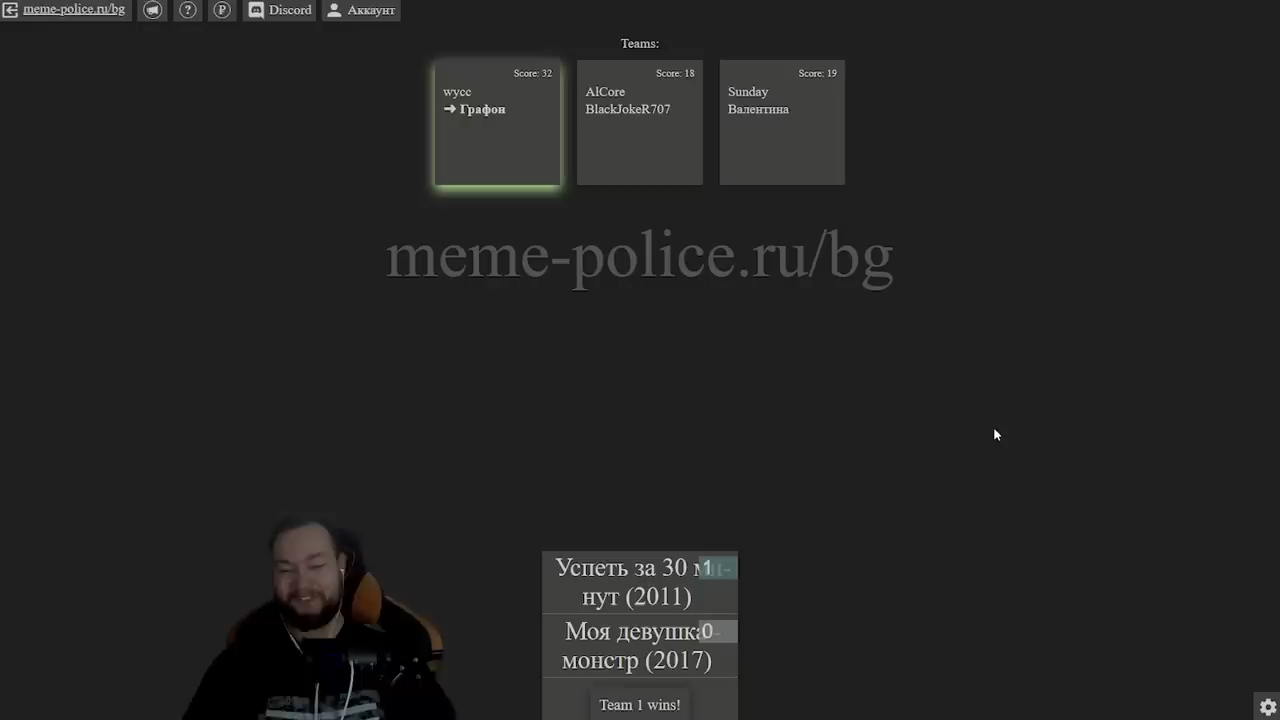 meme-police.ru/bg
?
₽
Discord
Аккаунт
Teams:
Score: 32
wycc
➜ Графон
Score: 18
AlCore
BlackJokeR707
Score: 19
Sunday
Валентина
meme-police.ru/bg
Успеть за 30 ми-
нут (2011)
1
Моя девушка -
монстр (2017)
0
Team 1 wins!